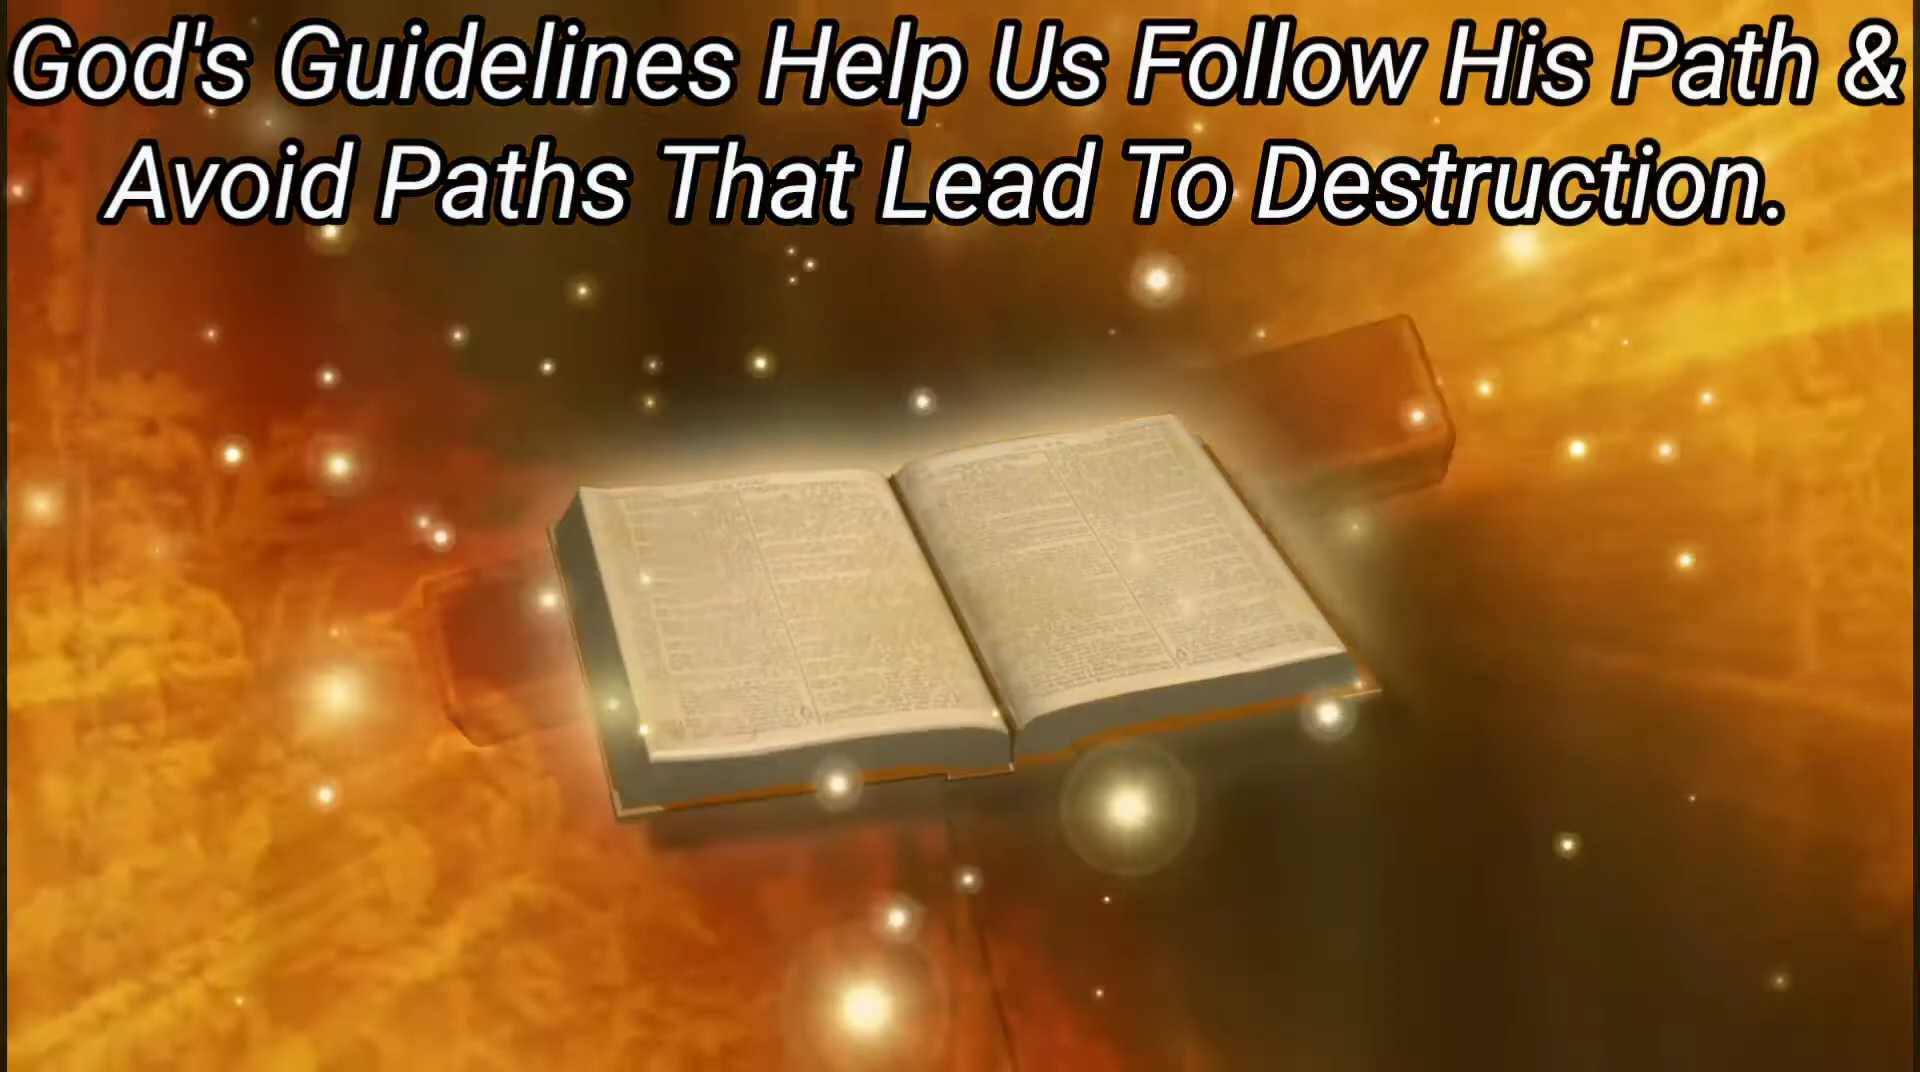 God's Guidelines Help Us Follow His Path &
Avoid Paths That Lead To Destruction.